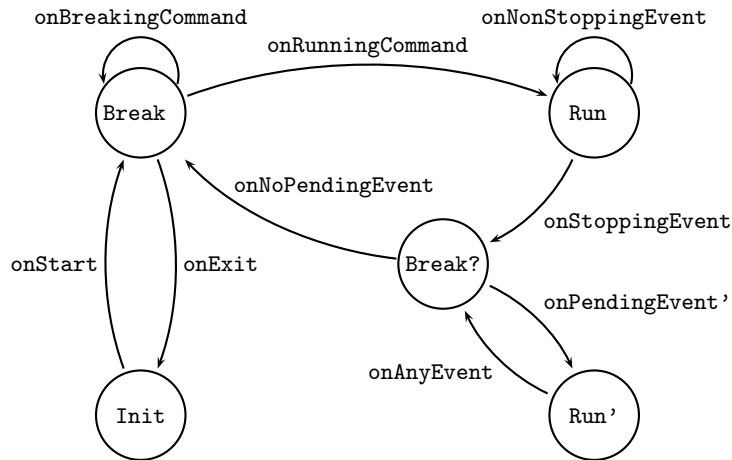 onBreakingCommand
onNonStoppingEvent
onRunningCommand
Break
Run
onNoPendingEvent
onStoppingEvent
onStart
onExit
Break?
onPendingEvent'
onAnyEvent
Init
Run'